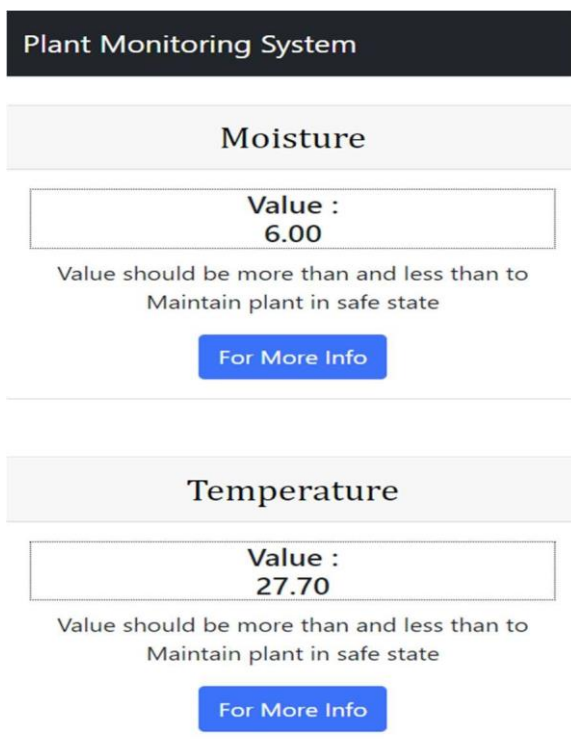 Plant Monitoring System
Moisture
Value :
6.00
Value should be more than and less than to
Maintain plant in safe state
For More Info
Temperature
Value :
27.70
Value should be more than and less than to
Maintain plant in safe state
For More Info